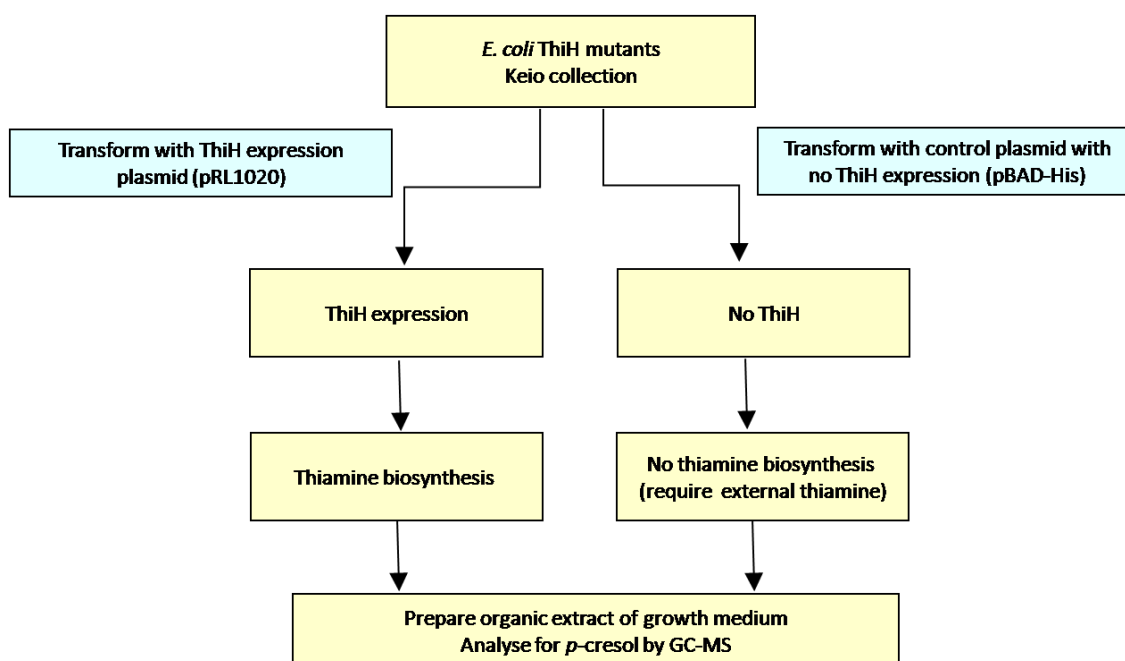 E. coli ThiH mutants
Keio collection
Transform with ThiH expression
plasmid (pRL1020)
Transform with control plasmid with
no ThiH expression (pBAD-His)
ThiH expression
No ThiH
Thiamine biosynthesis
No thiamine biosynthesis
(require external thiamine)
Prepare organic extract of growth medium
Analyse for p-cresol by GC-MS